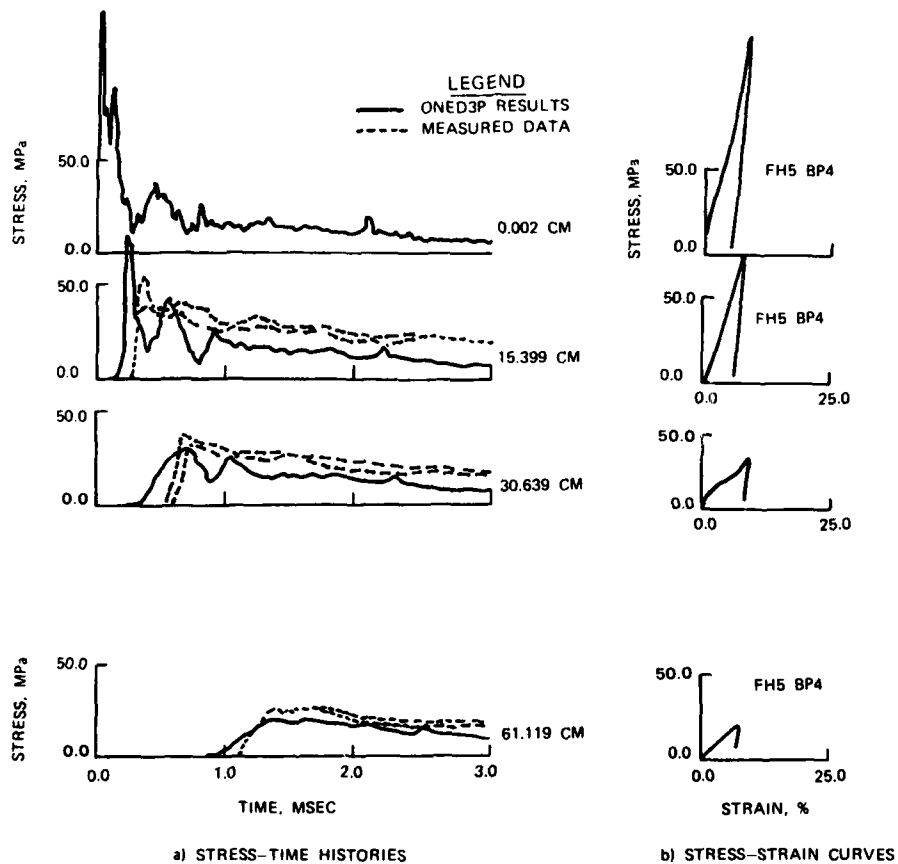 LEGEND
ONED3P RESULTS
MEASURED DATA
STRESS, MPa
50.0
0.0
0.002 CM
50.0
0.0
15.399 CM
50.0
0.0
30.639 CM
STRESS, MPa
50.0
0.0
61.119 CM
0.0 1.0 2.0 3.0
TIME, MSEC
a) STRESS-TIME HISTORIES
STRESS, MPa
50.0
0.0
FH5 BP4
50.0
0.0
FH5 BP4
0.0 25.0
50.0
0.0
0.0 25.0
50.0
0.0
FH5 BP4
0.0 25.0
STRAIN, %
b) STRESS-STRAIN CURVES